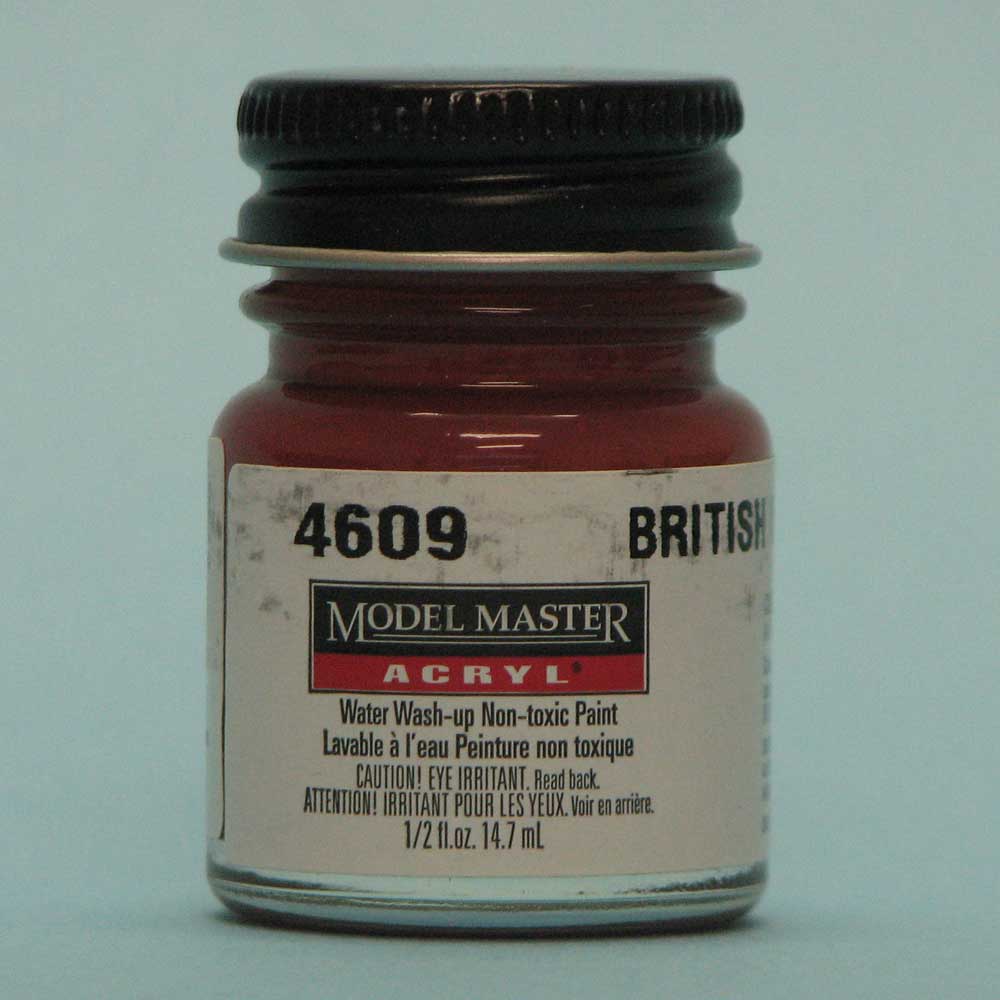 4609 BRITISH
MODEL MASTER
ACRYL®
Water Wash-up Non-toxic Paint
Lavable à l'eau Peinture non toxique
CAUTION! EYE IRRITANT. Read back.
ATTENTION! IRRITANT POUR LES YEUX. Voir en arrière.
1/2 fl.oz. 14.7 mL